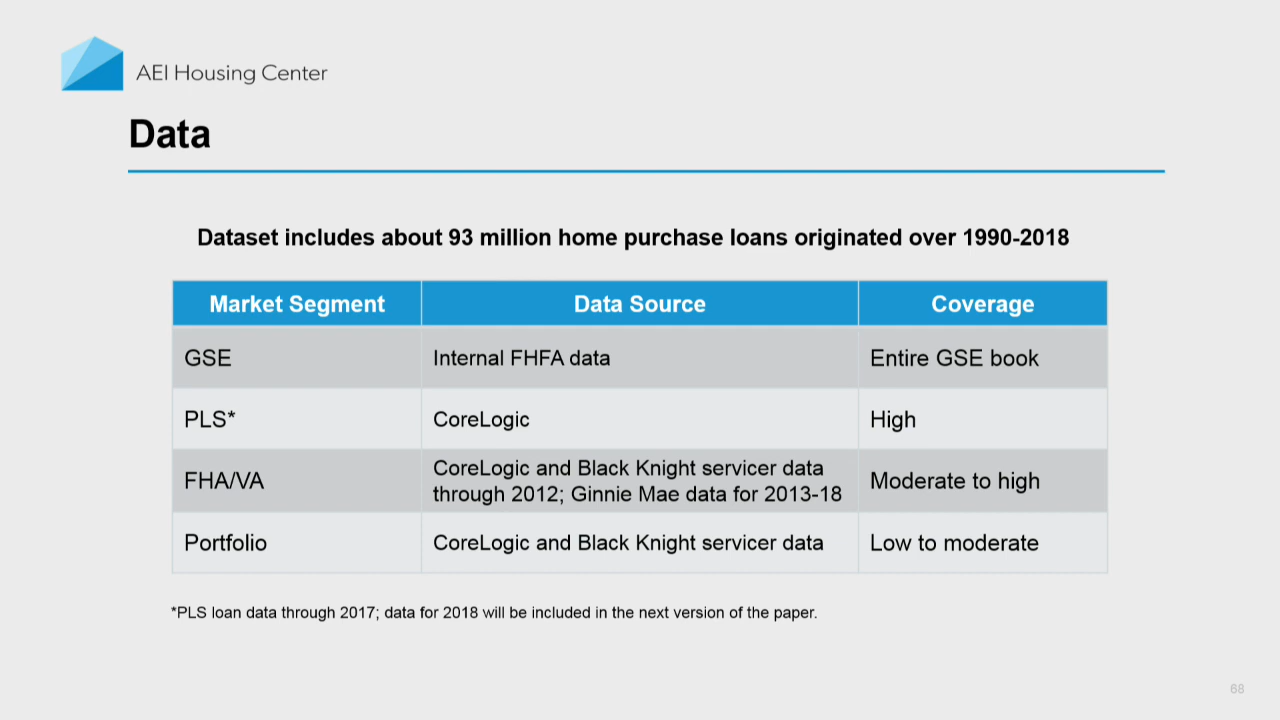 AEI Housing Center
Data
Dataset includes about 93 million home purchase loans originated over 1990-2018
Market Segment Data Source Coverage
GSE Internal FHFA data Entire GSE book
PLS* CoreLogic High
FHA/VA CoreLogic and Black Knight servicer data through 2012; Ginnie Mae data for 2013-18 Moderate to high
Portfolio CoreLogic and Black Knight servicer data Low to moderate
*PLS loan data through 2017; data for 2018 will be included in the next version of the paper.
68